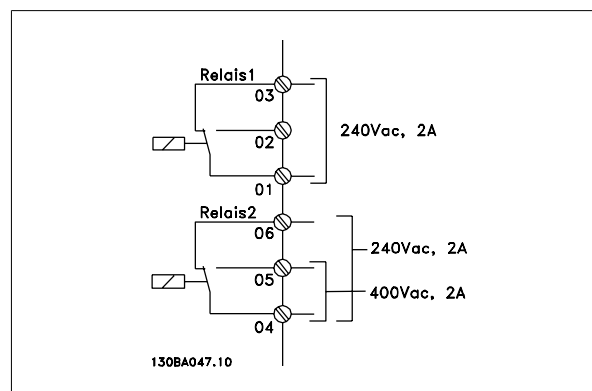 Relais1
03
02
240Vac, 2A
01
Relais2
06
240Vac, 2A
05
400Vac, 2A
04
130BA047.10